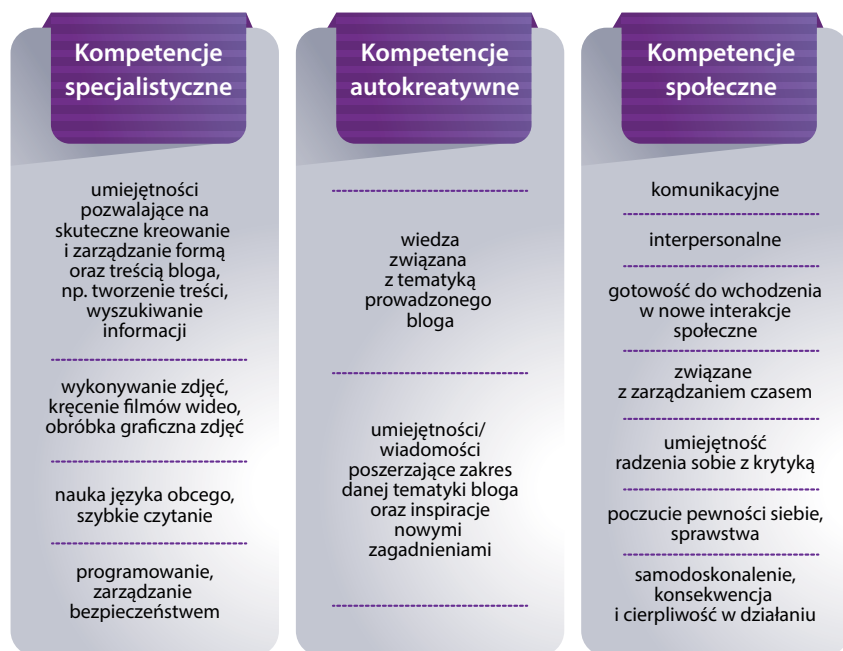 Kompetencje
specjalistyczne
umiejętności
pozwalające na
skuteczne kreowanie
i zarządzanie formą
oraz treścią bloga,
np. tworzenie treści,
wyszukiwanie
informacji
wykonywanie zdjęć,
kręcenie filmów wideo,
obróbka graficzna zdjęć
nauka języka obcego,
szybkie czytanie
programowanie,
zarządzanie
bezpieczeństwem
Kompetencje
autokreatywne
wiedza
związana
z tematyką
prowadzonego
bloga
umiejętności/
wiadomości
poszerzające zakres
danej tematyki bloga
oraz inspiracje
nowymi
zagadnieniami
Kompetencje
społeczne
komunikacyjne
interpersonalne
gotowość do wchodzenia
w nowe interakcje
społeczne
związane
z zarządzaniem czasem
umiejętność
radzenia sobie z krytyką
poczucie pewności siebie,
sprawstwa
samodoskonalenie,
konsekwencja
i cierpliwość w działaniu